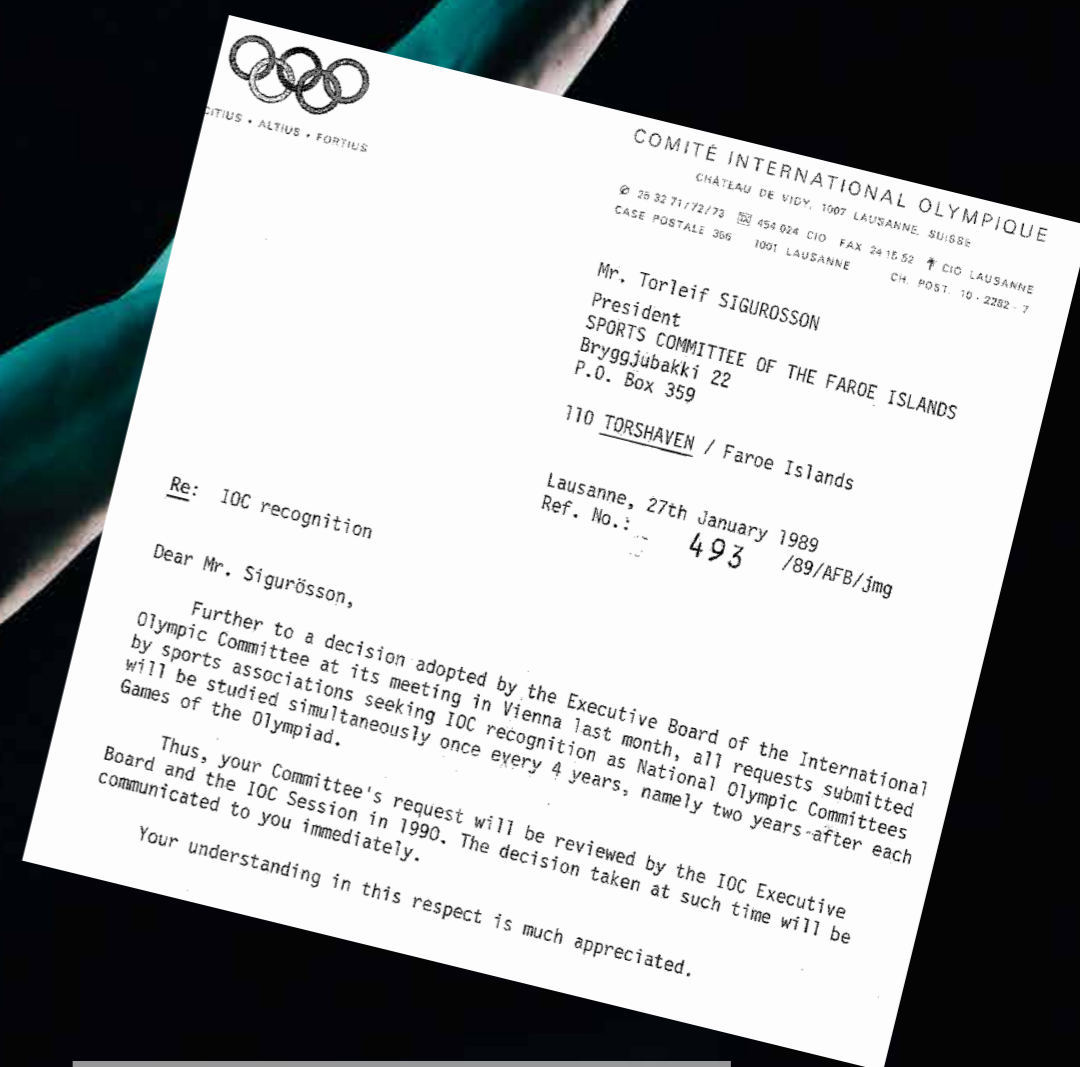 CITIUS • ALTIUS • FORTIUS
COMITÉ INTERNATIONAL OLYMPIQUE
CHÂTEAU DE VIDY, 1007 LAUSANNE, SUISSE
25 32 71/72/73 454 024 CIO FAX 24 15 52 CIO LAUSANNE
CASE POSTALE 356 1001 LAUSANNE CH. POST. 10 - 2282 - 7
Mr. Torleif SIGUROSSON
President
SPORTS COMMITTEE OF THE FAROE ISLANDS
Bryggjubakki 22
P.O. Box 359
110 TORSHAVEN / Faroe Islands
Lausanne, 27th January 1989
Ref. No.: 493 /89/AFB/jmg
Re: IOC recognition
Dear Mr. Sigurösson,
Further to a decision adopted by the Executive Board of the International
Olympic Committee at its meeting in Vienna last month, all requests submitted
by sports associations seeking IOC recognition as National Olympic Committees
will be studied simultaneously once every 4 years, namely two years after each
Games of the Olympiad.
Thus, your Committee's request will be reviewed by the IOC Executive
Board and the IOC Session in 1990. The decision taken at such time will be
communicated to you immediately.
Your understanding in this respect is much appreciated.